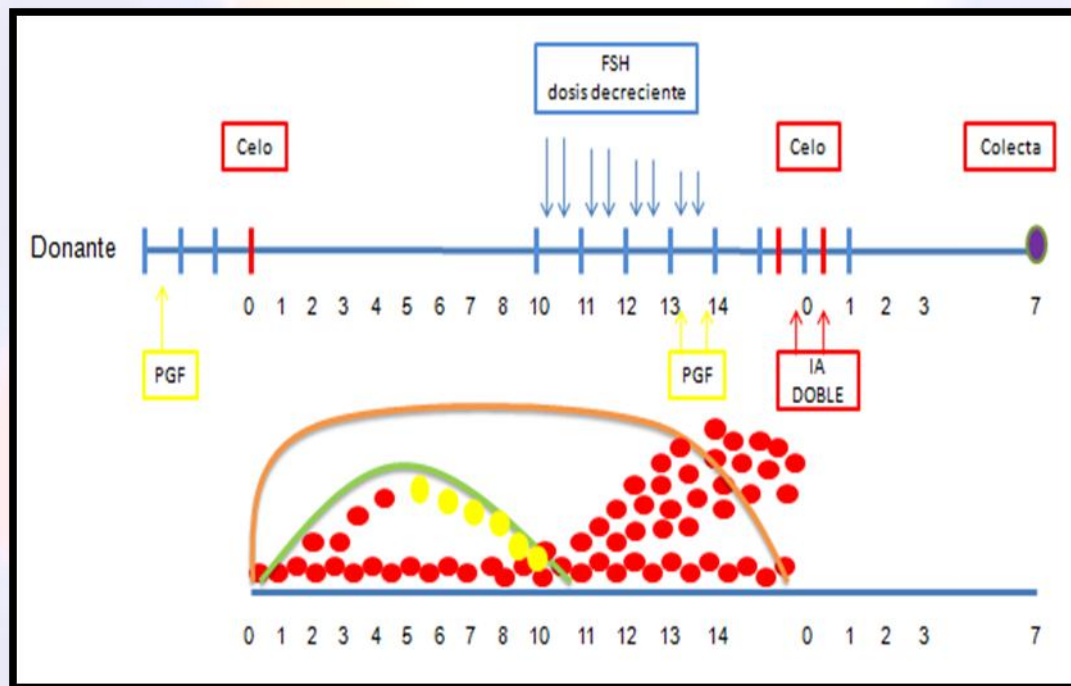 FSH
dosis decreciente
Celo
Celo
Colecta
Donante
0 1 2 3 4 5 6 7 8 10 11 12 13 14 0 1 2 3 7
PGF
PGF
IA
DOBLE
0 1 2 3 4 5 6 7 8 10 11 12 13 14 0 1 2 3 7